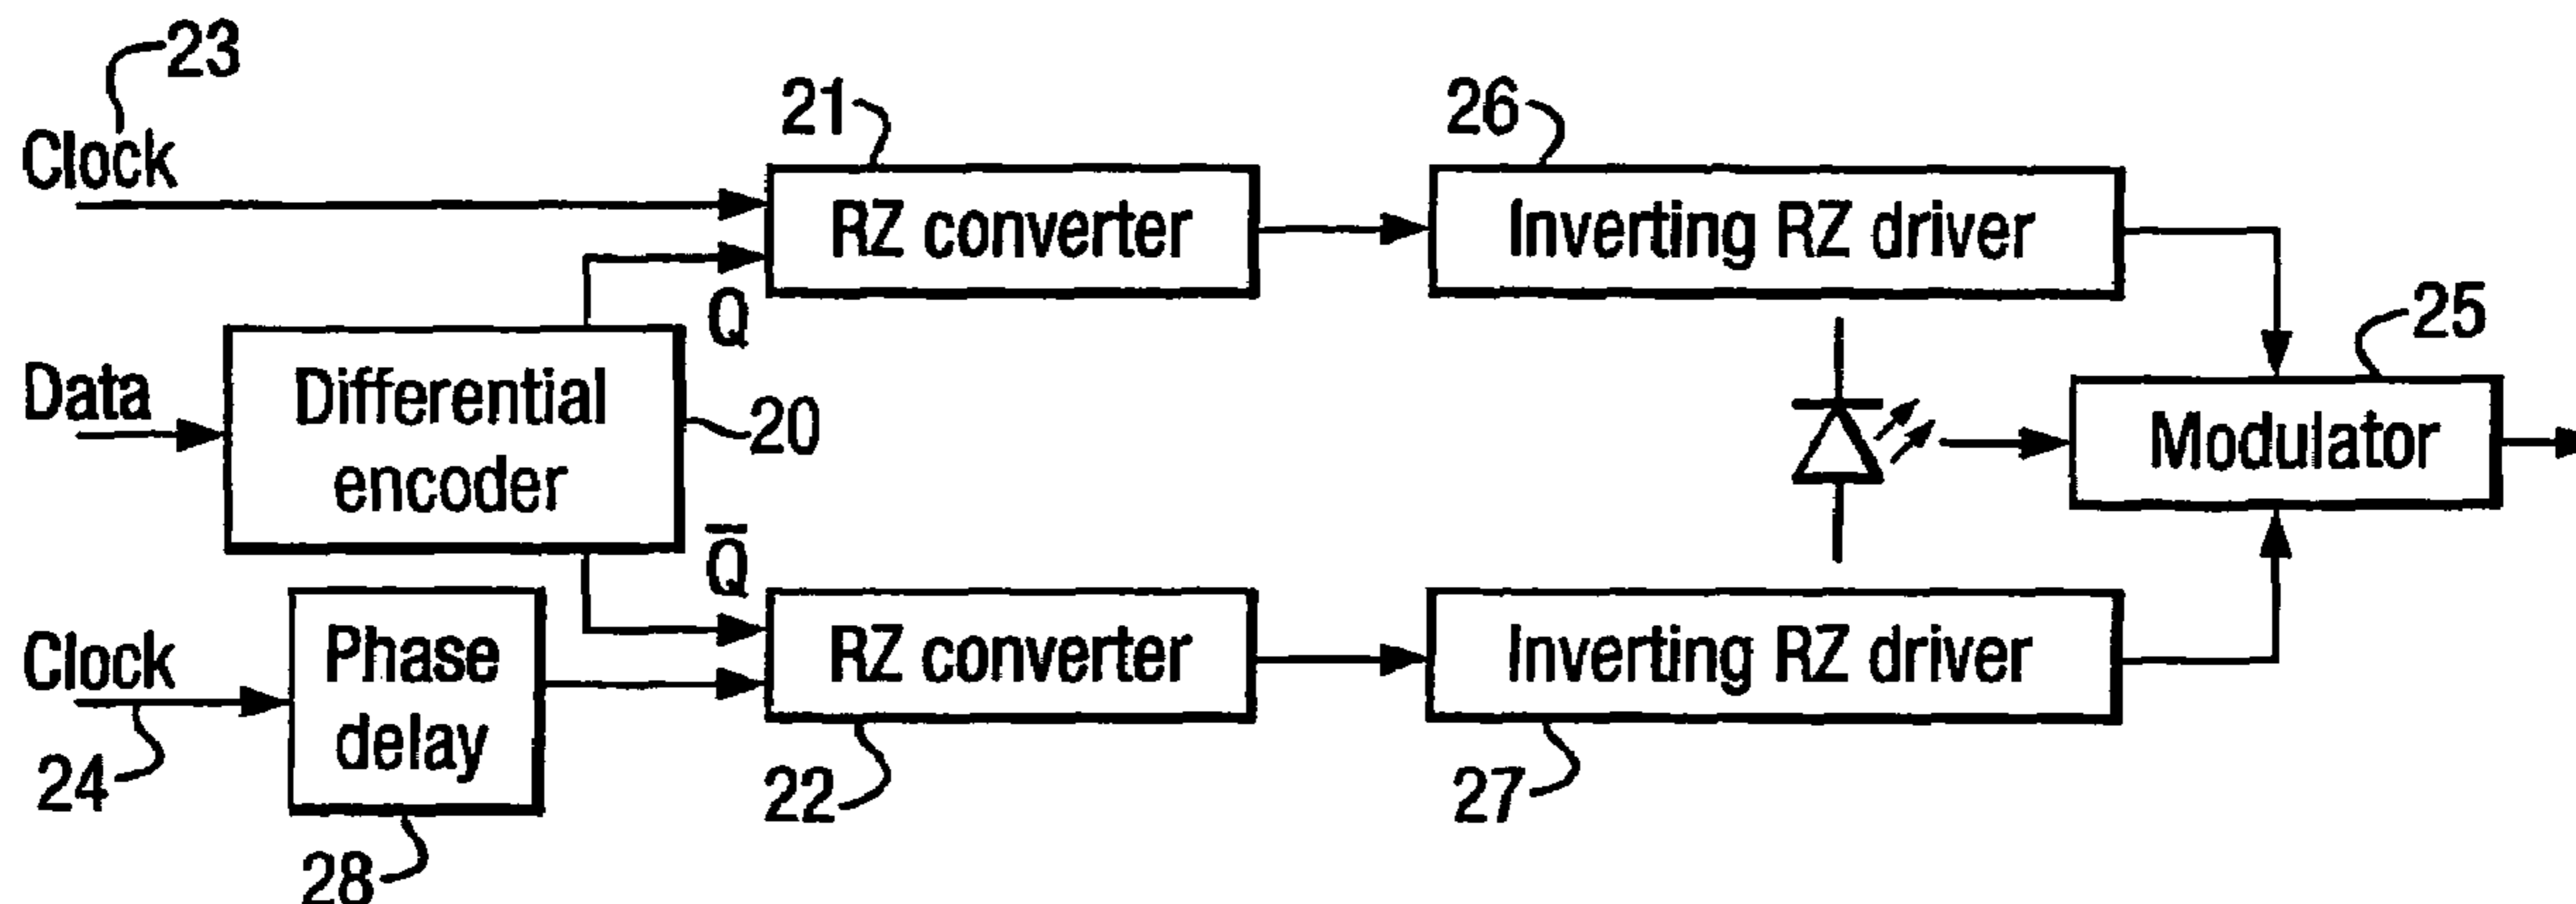 23
Clock
21
RZ converter
26
Inverting RZ driver
Q
Data
Differential
encoder
20
25
Modulator
Q̅
Clock
24
Phase
delay
28
RZ converter
22
Inverting RZ driver
27